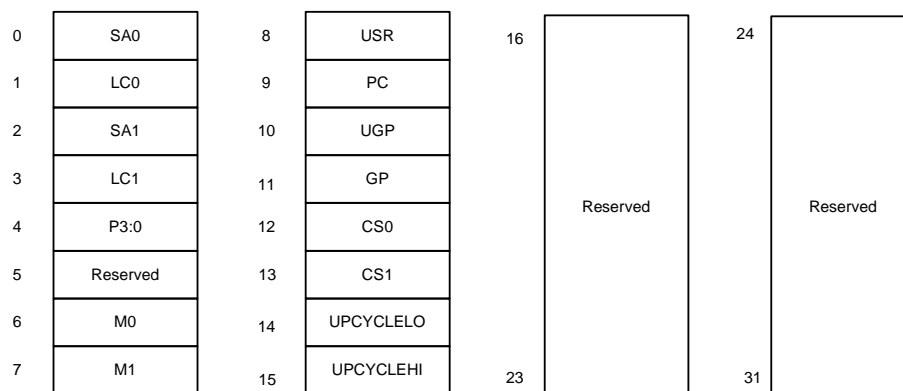 0 SA0
1 LC0
2 SA1
3 LC1
4 P3:0
5 Reserved
6 M0
7 M1
8 USR
9 PC
10 UGP
11 GP
12 CS0
13 CS1
14 UPCYCLELO
15 UPCYCLEHI
16
Reserved
23
24
Reserved
31